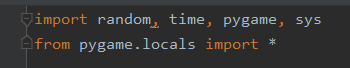 import random, time, pygame, sys
from pygame.locals import *